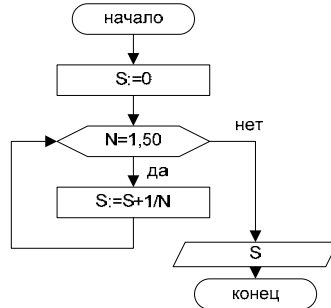 начало
S:=0
N=1,50
нет
да
S:=S+1/N
S
конец